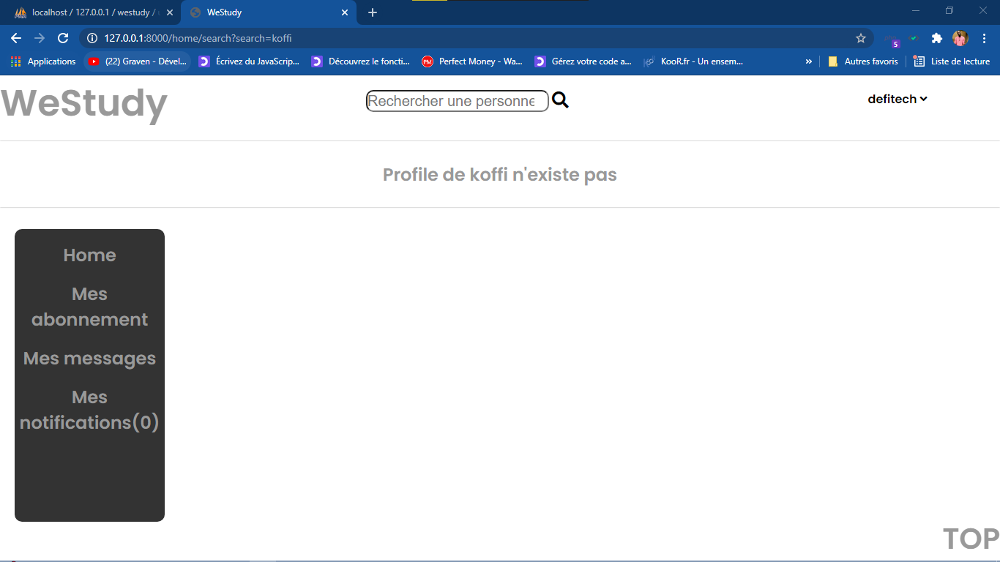 localhost / 127.0.0.1 / westudy /
WeStudy
127.0.0.1:8000/home/search?search=koffi
5
Applications
(22) Graven - Dével...
Écrivez du JavaScrip...
Découvrez le foncti...
PM
Perfect Money - Wa...
Gérez votre code a...
KooR.fr - Un ensem...
»
Autres favoris
Liste de lecture
WeStudy
Rechercher une personne
defitech
Profile de koffi n'existe pas
Home
Mes
abonnement
Mes messages
Mes
notifications(0)
TOP